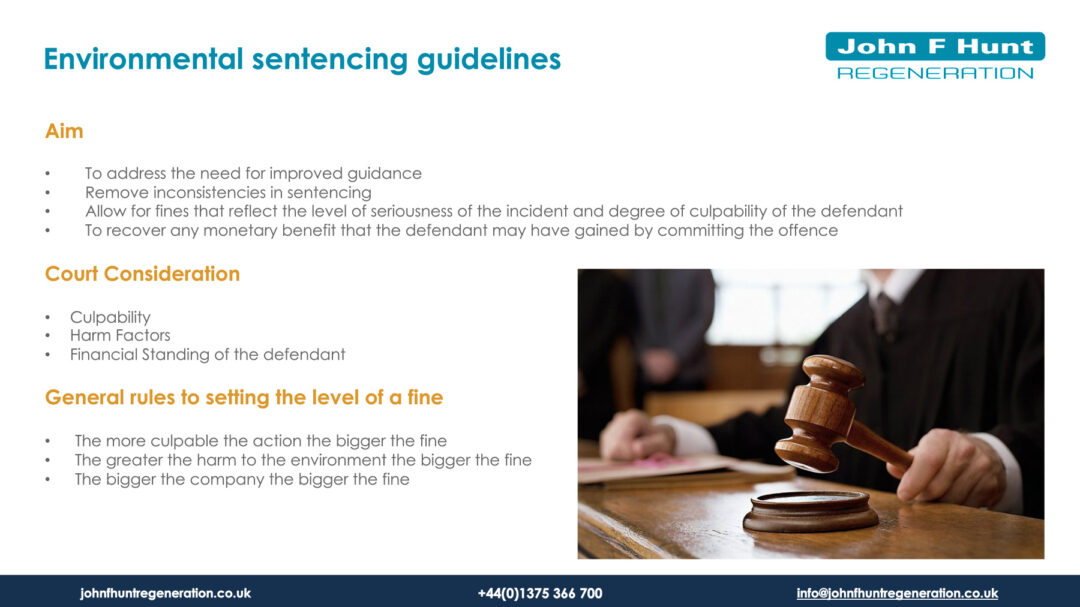 Environmental sentencing guidelines
John F Hunt
REGENERATION
Aim
• To address the need for improved guidance
• Remove inconsistencies in sentencing
• Allow for fines that reflect the level of seriousness of the incident and degree of culpability of the defendant
• To recover any monetary benefit that the defendant may have gained by committing the offence
Court Consideration
• Culpability
• Harm Factors
• Financial Standing of the defendant
General rules to setting the level of a fine
• The more culpable the action the bigger the fine
• The greater the harm to the environment the bigger the fine
• The bigger the company the bigger the fine
johnfhuntregeneration.co.uk
+44(0)1375 366 700
info@johnfhuntregeneration.co.uk